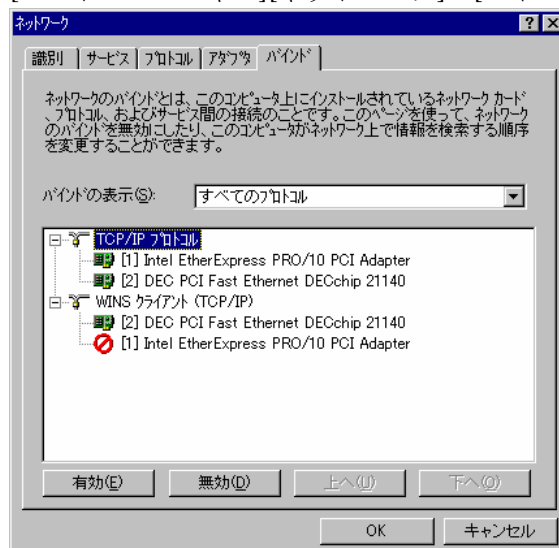 ネットワーク
識別 サービス プロトコル アダプタ バインド
ネットワークのバインドとは、このコンピュータ上にインストールされているネットワーク カード
、プロトコル、およびサービス間の接続のことです。このページを使って、ネットワーク
のバインドを無効にしたり、このコンピュータがネットワーク上で情報を検索する順序
を変更することができます。
バインドの表示(S):
すべてのプロトコル
TCP/IP プロトコル
[1] Intel EtherExpress PRO/10 PCI Adapter
[2] DEC PCI Fast Ethernet DECchip 21140
WINS クライアント (TCP/IP)
[2] DEC PCI Fast Ethernet DECchip 21140
[1] Intel EtherExpress PRO/10 PCI Adapter
有効(E) 無効(D) 上へ(U) 下へ(O)
OK キャンセル